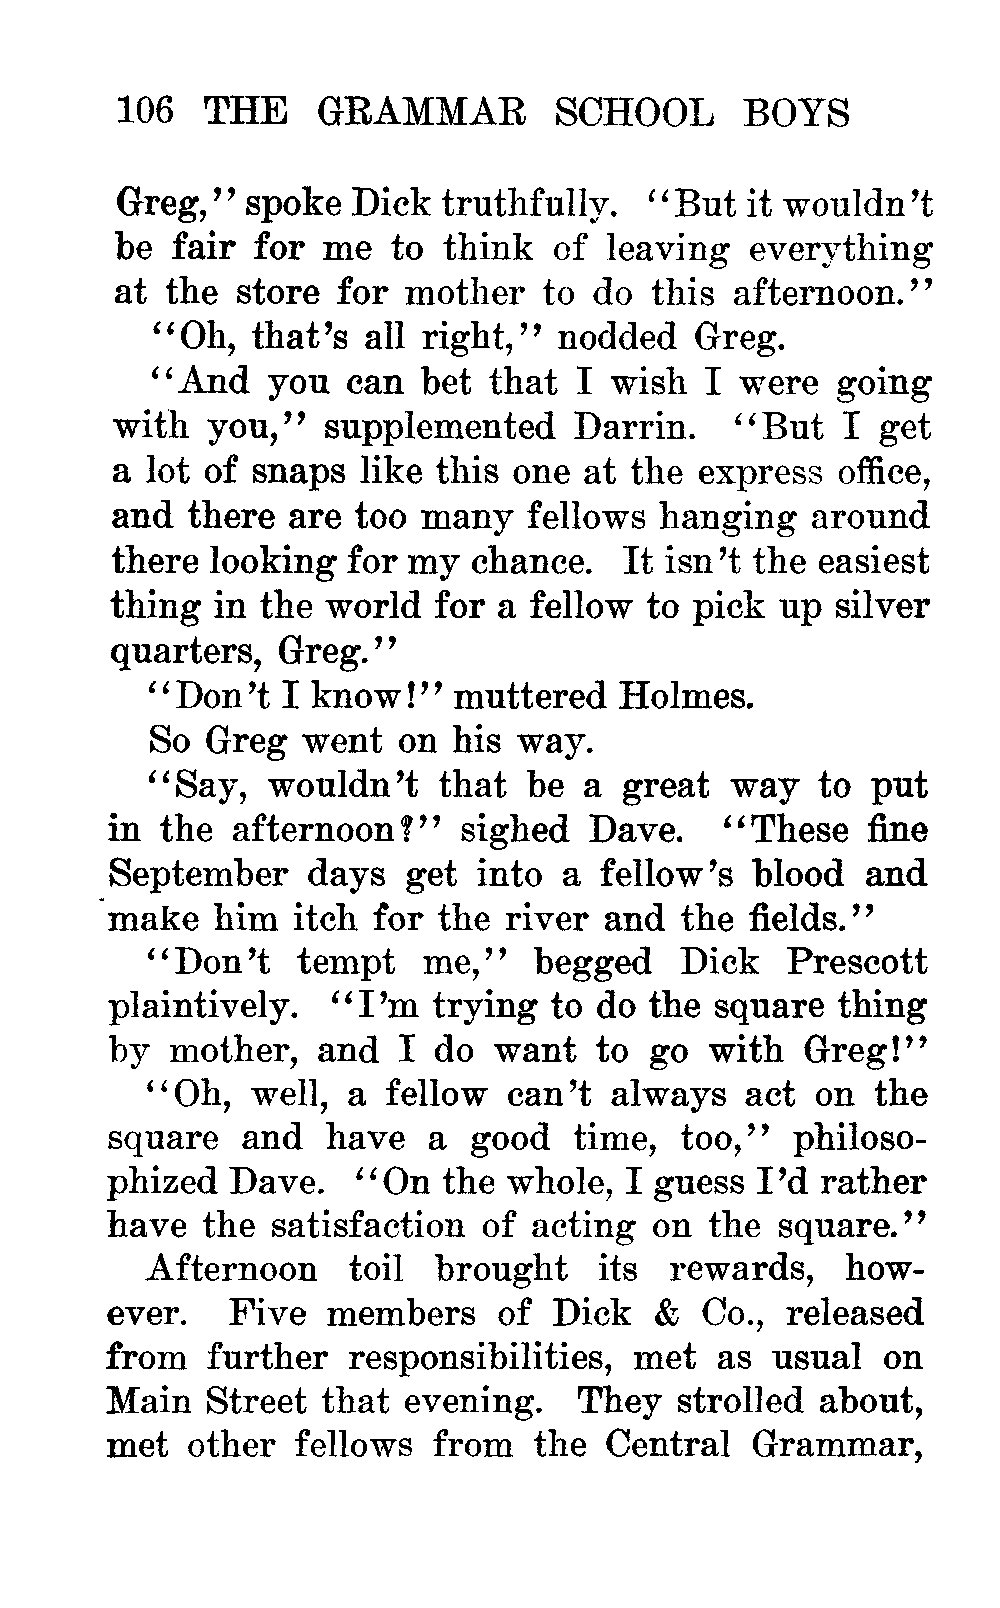 106 THE GRAMMAR SCHOOL BOYS
Greg," spoke Dick truthfully. "But it wouldn't
be fair for me to think of leaving everything
at the store for mother to do this afternoon."
"Oh, that's all right," nodded Greg.
"And you can bet that I wish I were going
with you," supplemented Darrin. "But I get
a lot of snaps like this one at the express office,
and there are too many fellows hanging around
there looking for my chance. It isn't the easiest
thing in the world for a fellow to pick up silver
quarters, Greg."
"Don't I know!" muttered Holmes.
So Greg went on his way.
"Say, wouldn't that be a great way to put
in the afternoon?" sighed Dave. "These fine
September days get into a fellow's blood and
make him itch for the river and the fields."
"Don't tempt me," begged Dick Prescott
plaintively. "I'm trying to do the square thing
by mother, and I do want to go with Greg!"
"Oh, well, a fellow can't always act on the
square and have a good time, too," philoso-
phized Dave. "On the whole, I guess I'd rather
have the satisfaction of acting on the square."
Afternoon toil brought its rewards, how-
ever. Five members of Dick & Co., released
from further responsibilities, met as usual on
Main Street that evening. They strolled about,
met other fellows from the Central Grammar,